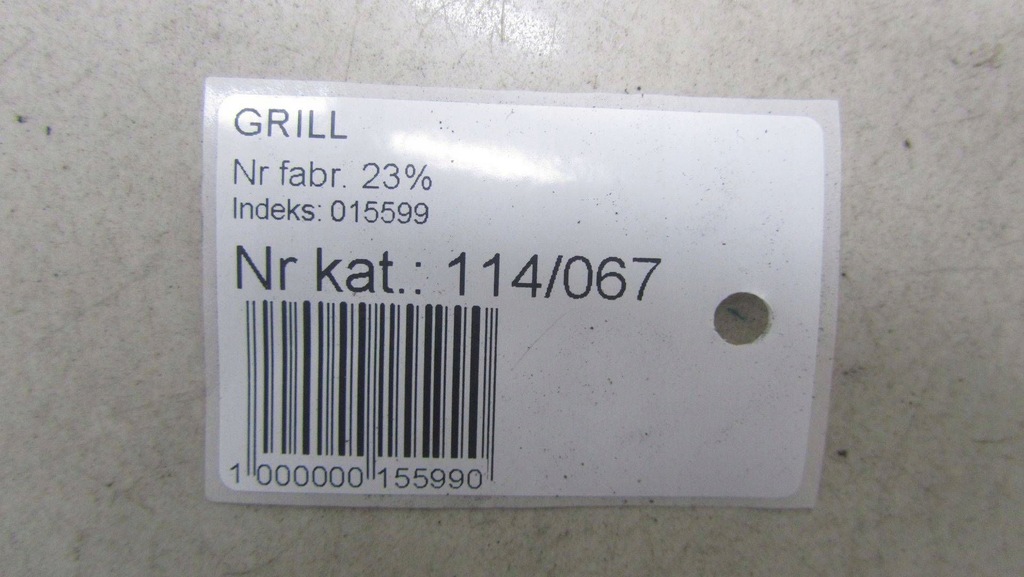 GRILL
Nr fabr. 23%
Indeks: 015599
Nr kat.: 114/067
1 000000 155990